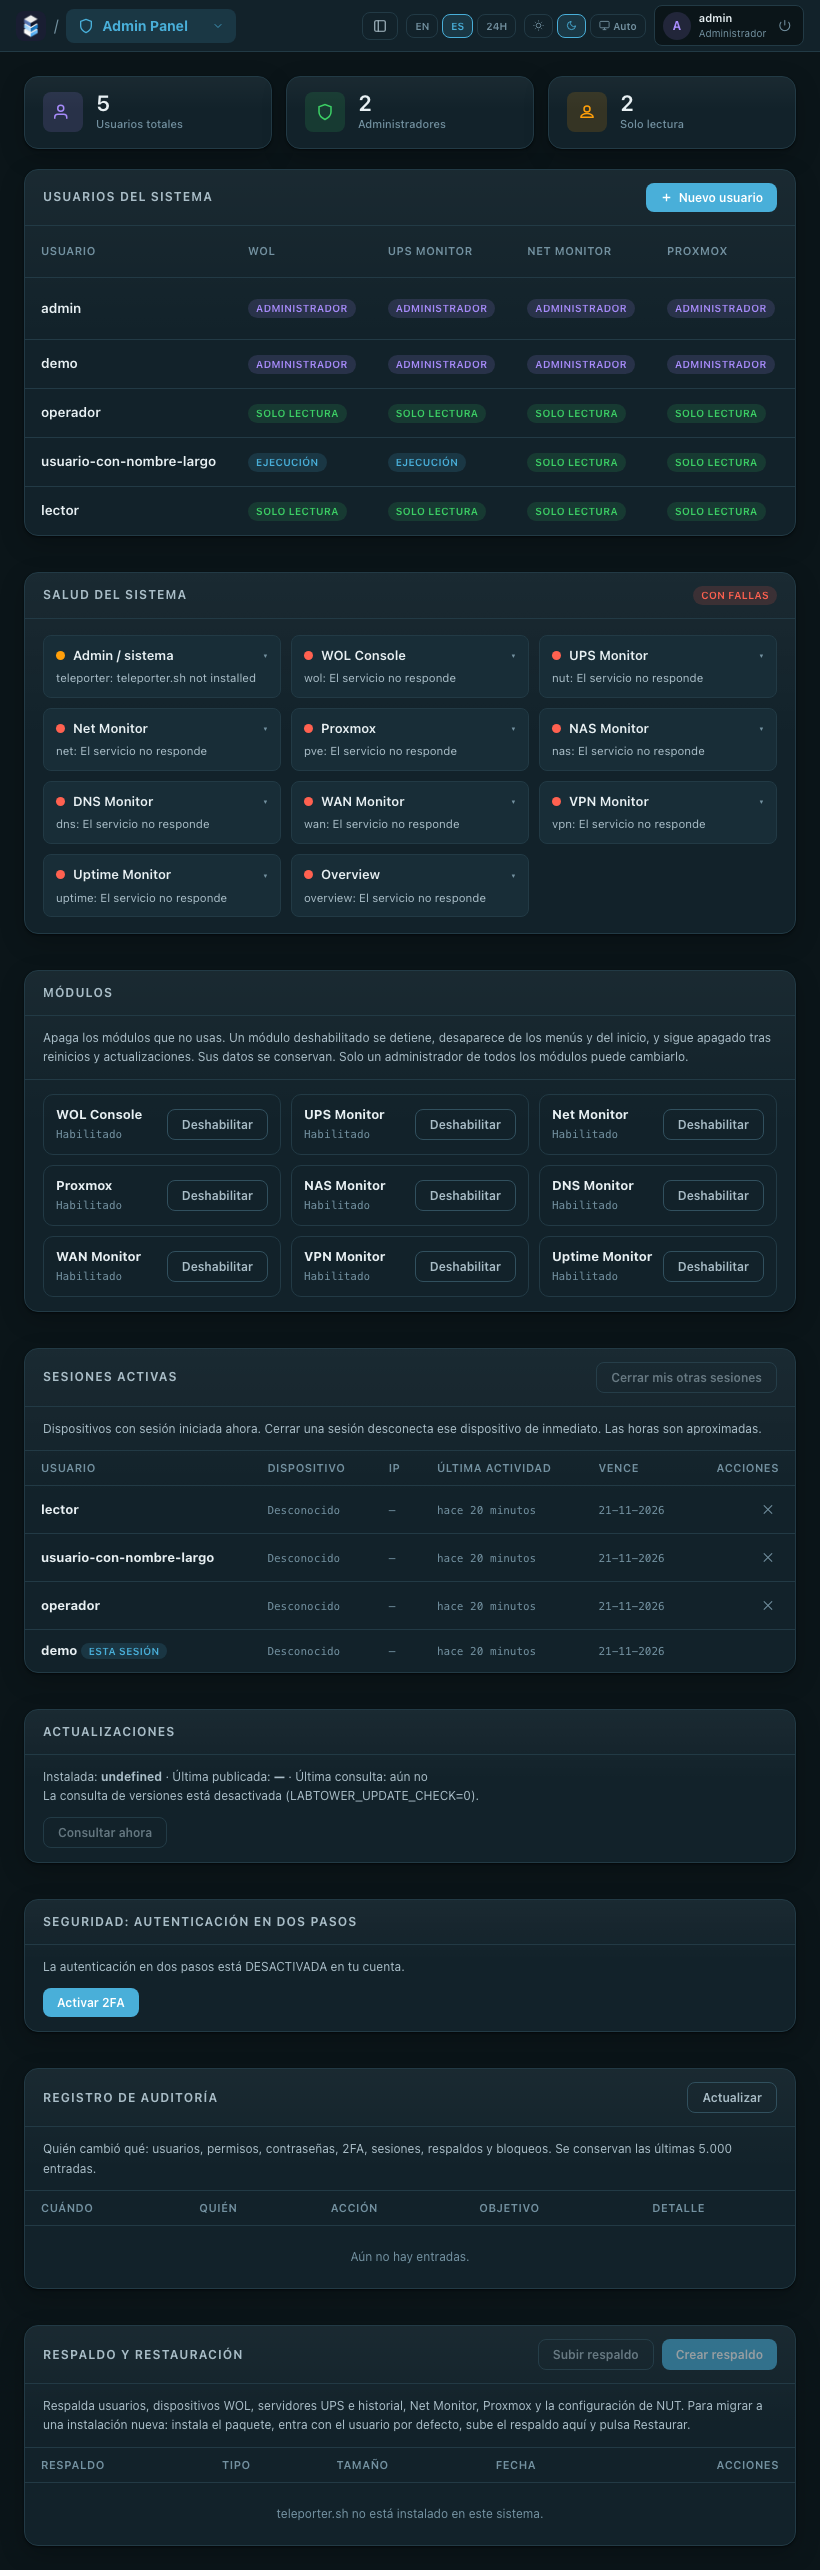 / Admin Panel EN ES 24H Auto A admin
Administrador
5
Usuarios totales
2
Administradores
2
Solo lectura
USUARIOS DEL SISTEMA + Nuevo usuario
USUARIO WOL UPS MONITOR NET MONITOR PROXMOX
admin ADMINISTRADOR ADMINISTRADOR ADMINISTRADOR ADMINISTRADOR
demo ADMINISTRADOR ADMINISTRADOR ADMINISTRADOR ADMINISTRADOR
operador SOLO LECTURA SOLO LECTURA SOLO LECTURA SOLO LECTURA
usuario-con-nombre-largo EJECUCIÓN EJECUCIÓN SOLO LECTURA SOLO LECTURA
lector SOLO LECTURA SOLO LECTURA SOLO LECTURA SOLO LECTURA
SALUD DEL SISTEMA CON FALLAS
Admin / sistema
teleporter: teleporter.sh not installed
WOL Console
wol: El servicio no responde
UPS Monitor
nut: El servicio no responde
Net Monitor
net: El servicio no responde
Proxmox
pve: El servicio no responde
NAS Monitor
nas: El servicio no responde
DNS Monitor
dns: El servicio no responde
WAN Monitor
wan: El servicio no responde
VPN Monitor
vpn: El servicio no responde
Uptime Monitor
uptime: El servicio no responde
Overview
overview: El servicio no responde
MÓDULOS
Apaga los módulos que no usas. Un módulo deshabilitado se detiene, desaparece de los menús y del inicio, y sigue apagado tras
reinicios y actualizaciones. Sus datos se conservan. Solo un administrador de todos los módulos puede cambiarlo.
WOL Console
Habilitado
Deshabilitar
UPS Monitor
Habilitado
Deshabilitar
Net Monitor
Habilitado
Deshabilitar
Proxmox
Habilitado
Deshabilitar
NAS Monitor
Habilitado
Deshabilitar
DNS Monitor
Habilitado
Deshabilitar
WAN Monitor
Habilitado
Deshabilitar
VPN Monitor
Habilitado
Deshabilitar
Uptime Monitor
Habilitado
Deshabilitar
SESIONES ACTIVAS Cerrar mis otras sesiones
Dispositivos con sesión iniciada ahora. Cerrar una sesión desconecta ese dispositivo de inmediato. Las horas son aproximadas.
USUARIO DISPOSITIVO IP ÚLTIMA ACTIVIDAD VENCE ACCIONES
lector Desconocido — hace 20 minutos 21-11-2026
usuario-con-nombre-largo Desconocido — hace 20 minutos 21-11-2026
operador Desconocido — hace 20 minutos 21-11-2026
demo ESTA SESIÓN Desconocido — hace 20 minutos 21-11-2026
ACTUALIZACIONES
Instalada: undefined · Última publicada: — · Última consulta: aún no
La consulta de versiones está desactivada (LABTOWER_UPDATE_CHECK=0).
Consultar ahora
SEGURIDAD: AUTENTICACIÓN EN DOS PASOS
La autenticación en dos pasos está DESACTIVADA en tu cuenta.
Activar 2FA
REGISTRO DE AUDITORÍA Actualizar
Quién cambió qué: usuarios, permisos, contraseñas, 2FA, sesiones, respaldos y bloqueos. Se conservan las últimas 5.000
entradas.
CUÁNDO QUIÉN ACCIÓN OBJETIVO DETALLE
Aún no hay entradas.
RESPALDO Y RESTAURACIÓN Subir respaldo Crear respaldo
Respalda usuarios, dispositivos WOL, servidores UPS e historial, Net Monitor, Proxmox y la configuración de NUT. Para migrar a
una instalación nueva: instala el paquete, entra con el usuario por defecto, sube el respaldo aquí y pulsa Restaurar.
RESPALDO TIPO TAMAÑO FECHA ACCIONES
teleporter.sh no está instalado en este sistema.